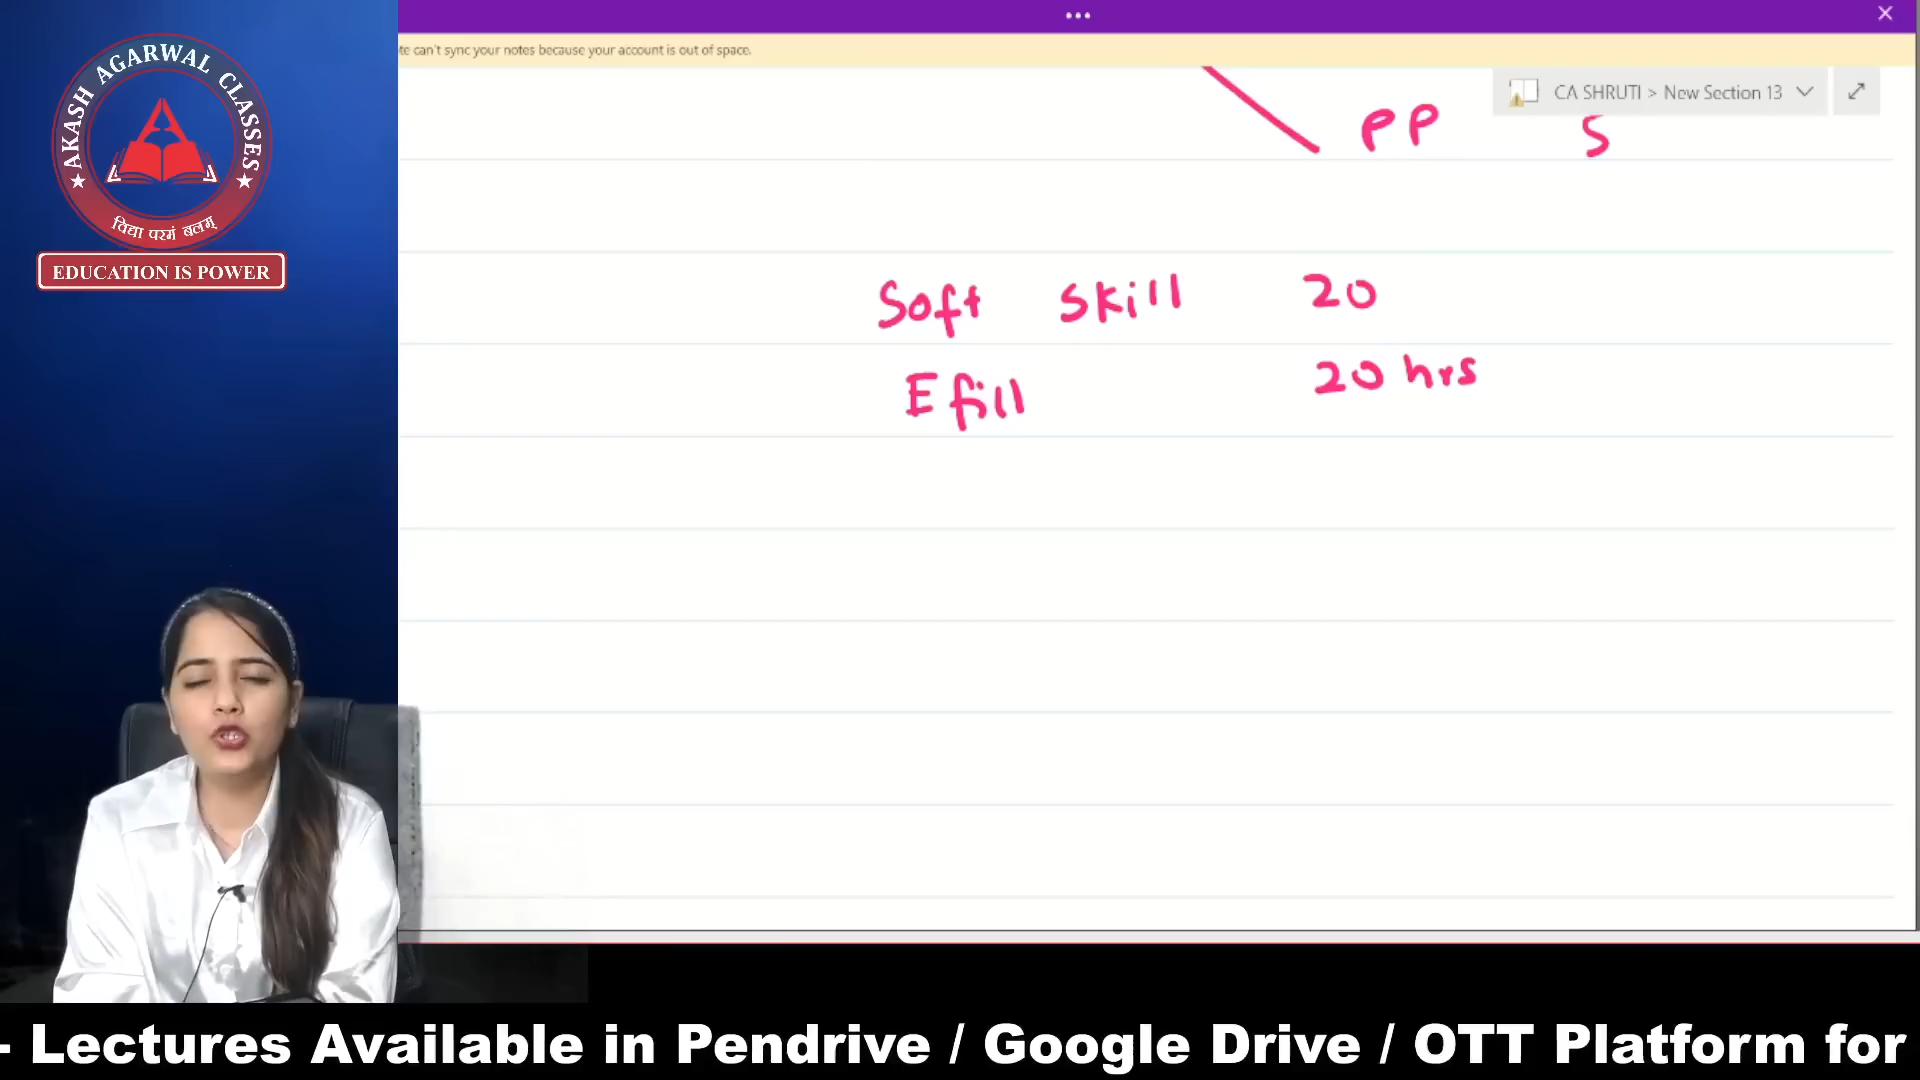 AKASH AGARWAL CLASSES
विद्या परमं बलम्
EDUCATION IS POWER
te can't sync your notes because your account is out of space.
CA SHRUTI > New Section 13
PP 5
Soft Skill 20
E fill 20 hrs
- Lectures Available in Pendrive / Google Drive / OTT Platform for